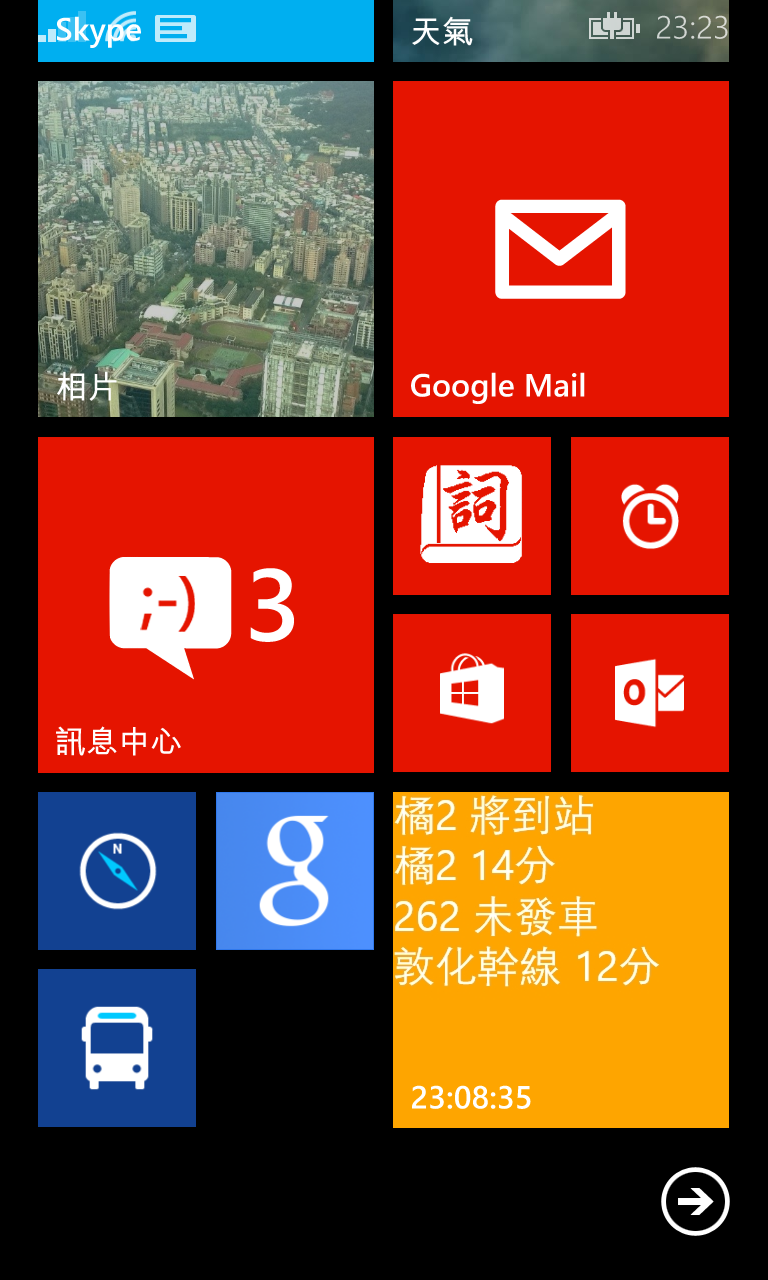 Skype
天氣
23:23
相片
Google Mail
;-) 3
訊息中心
詞
N
g
橘2 將到站
橘2 14分
262 未發車
敦化幹線 12分
23:08:35